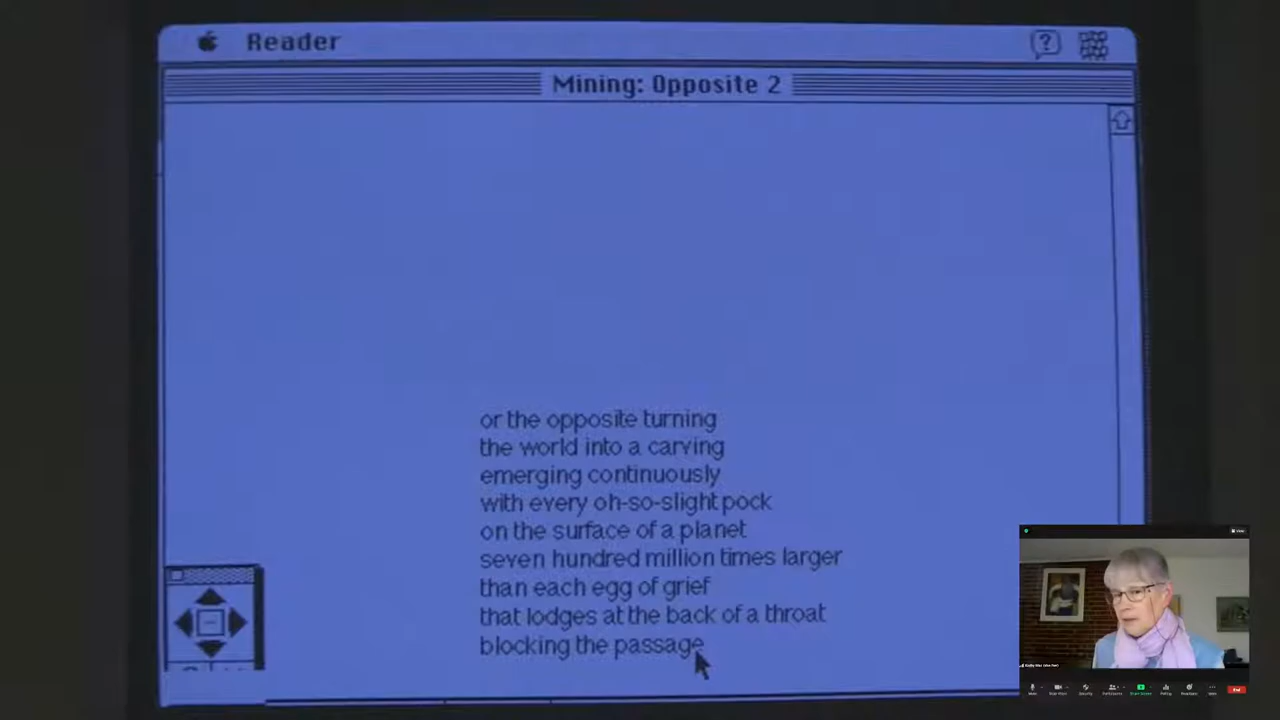 Reader
Mining: Opposite 2
or the opposite turning
the world into a carving
emerging continuously
with every oh-so-slight pock
on the surface of a planet
seven hundred million times larger
than each egg of grief
that lodges at the back of a throat
blocking the passage